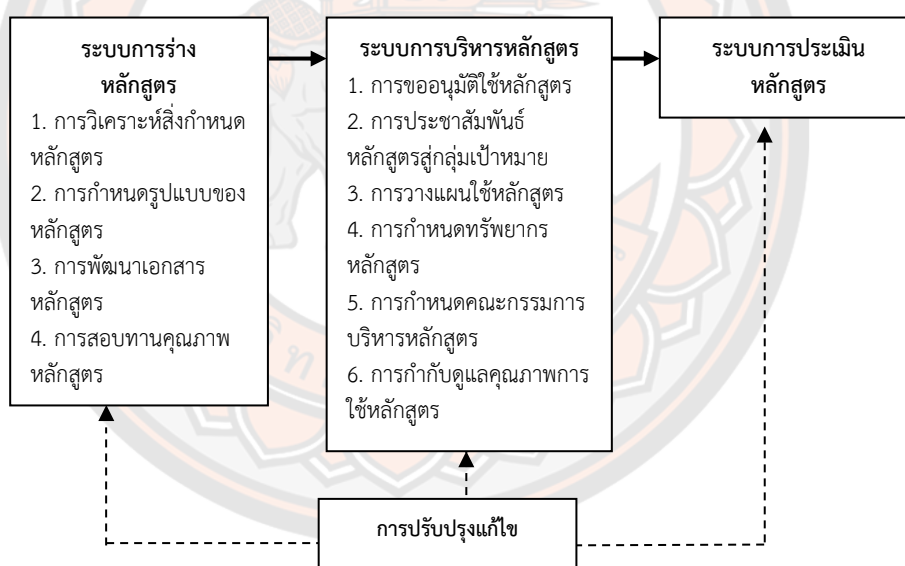 ระบบการร่าง
หลักสูตร
1. การวิเคราะห์สิ่งกำหนด
หลักสูตร
2. การกำหนดรูปแบบของ
หลักสูตร
3. การพัฒนาเอกสาร
หลักสูตร
4. การสอบทานคุณภาพ
หลักสูตร
ระบบการบริหารหลักสูตร
1. การขออนุมัติใช้หลักสูตร
2. การประชาสัมพันธ์
หลักสูตรสู่กลุ่มเป้าหมาย
3. การวางแผนใช้หลักสูตร
4. การกำหนดทรัพยากร
หลักสูตร
5. การกำหนดคณะกรรมการ
บริหารหลักสูตร
6. การกำกับดูแลคุณภาพการ
ใช้หลักสูตร
ระบบการประเมิน
หลักสูตร
การปรับปรุงแก้ไข